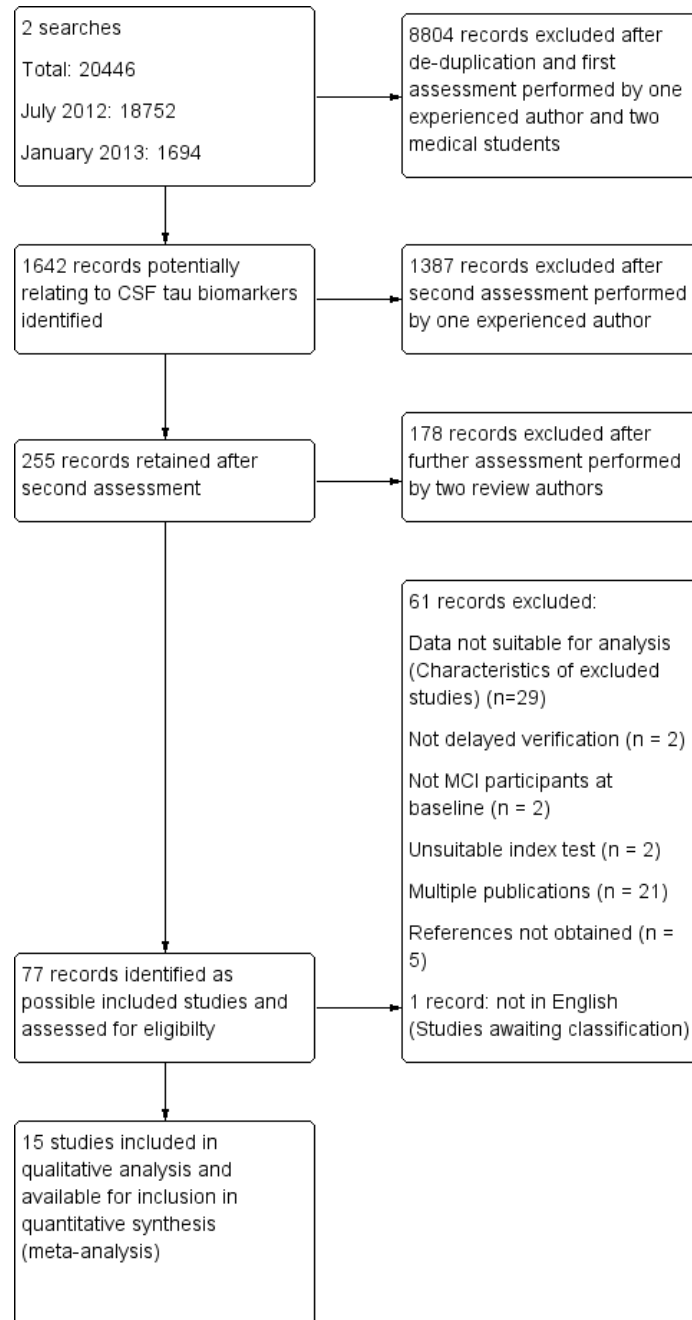 2 searches
Total: 20446
July 2012: 18752
January 2013: 1694
8804 records excluded after
de-duplication and first
assessment performed by one
experienced author and two
medical students
1642 records potentially
relating to CSF tau biomarkers
identified
1387 records excluded after
second assessment performed
by one experienced author
255 records retained after
second assessment
178 records excluded after
further assessment performed
by two review authors
61 records excluded:
Data not suitable for analysis
(Characteristics of excluded
studies) (n=29)
Not delayed verification (n = 2)
Not MCI participants at
baseline (n = 2)
Unsuitable index test (n = 2)
Multiple publications (n = 21)
References not obtained (n =
5)
1 record: not in English
(Studies awaiting classification)
77 records identified as
possible included studies and
assessed for eligibilty
15 studies included in
qualitative analysis and
available for inclusion in
quantitative synthesis
(meta-analysis)